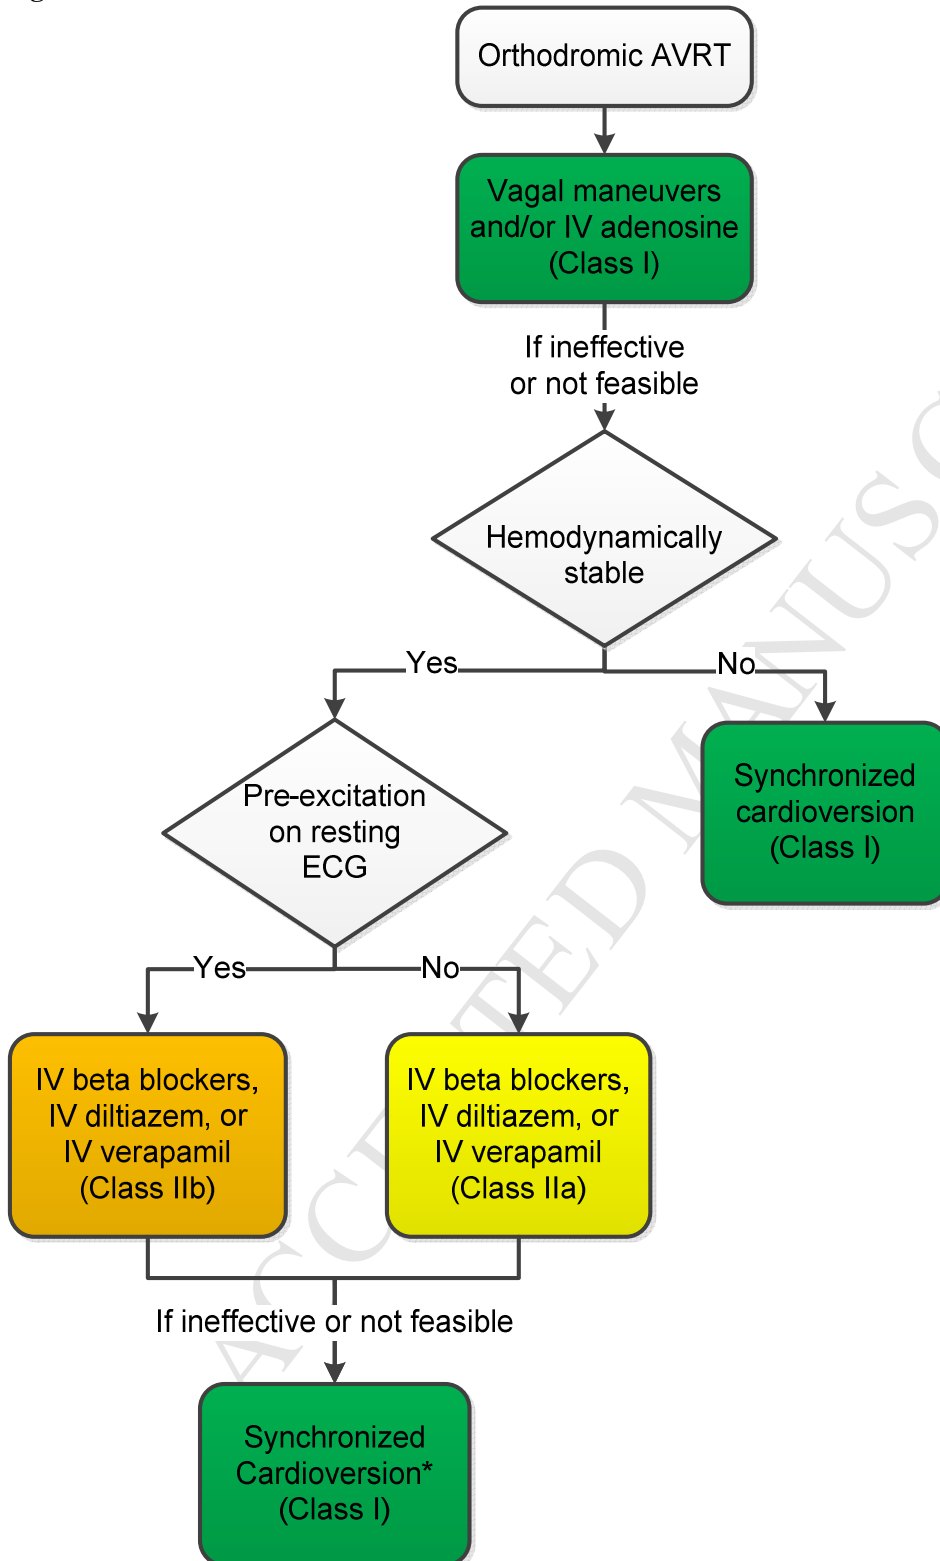 Orthodromic AVRT
Vagal maneuvers
and/or IV adenosine
(Class I)
If ineffective
or not feasible
Hemodynamically
stable
Yes
No
Pre-excitation
on resting
ECG
Synchronized
cardioversion
(Class I)
Yes
No
IV beta blockers,
IV diltiazem, or
IV verapamil
(Class IIb)
IV beta blockers,
IV diltiazem, or
IV verapamil
(Class IIa)
If ineffective or not feasible
Synchronized
Cardioversion*
(Class I)
ACCEPTED MANUSC